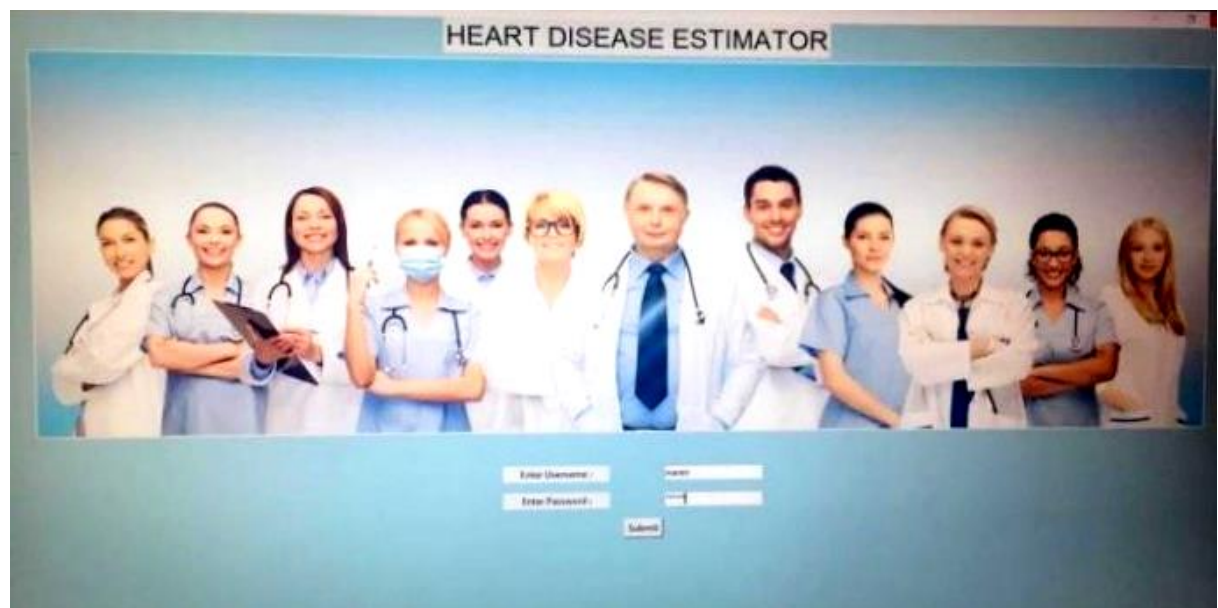 HEART DISEASE ESTIMATOR
Enter Username :
Enter Password :
Submit